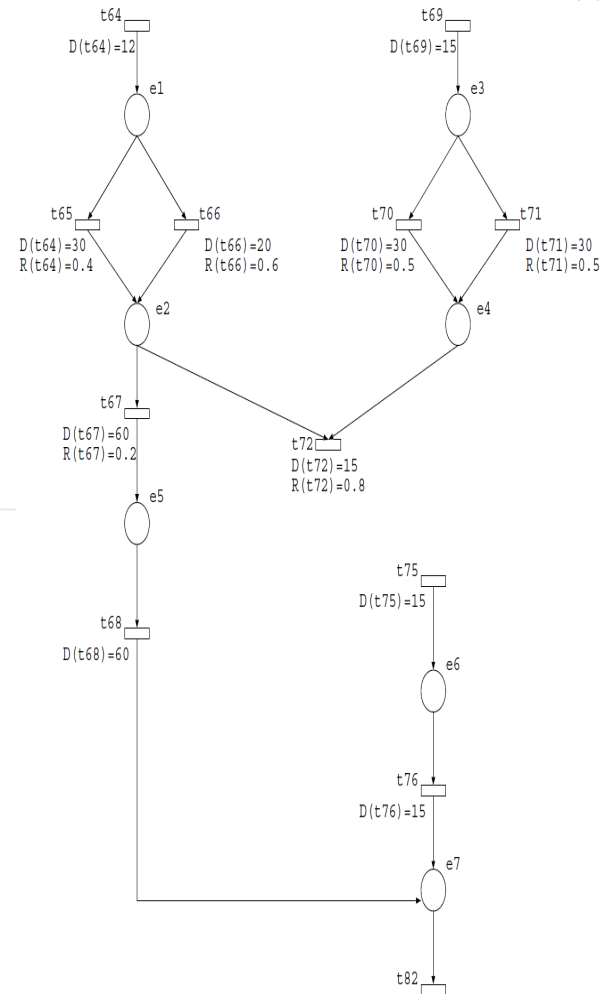 t64
D(t64)=12
t69
D(t69)=15
e1
e3
t65
t66
D(t64)=30
R(t64)=0.4
D(t66)=20
R(t66)=0.6
t70
t71
D(t70)=30
R(t70)=0.5
D(t71)=30
R(t71)=0.5
e2
e4
t67
D(t67)=60
R(t67)=0.2
t72
D(t72)=15
R(t72)=0.8
e5
t75
D(t75)=15
t68
D(t68)=60
e6
t76
D(t76)=15
e7
t82